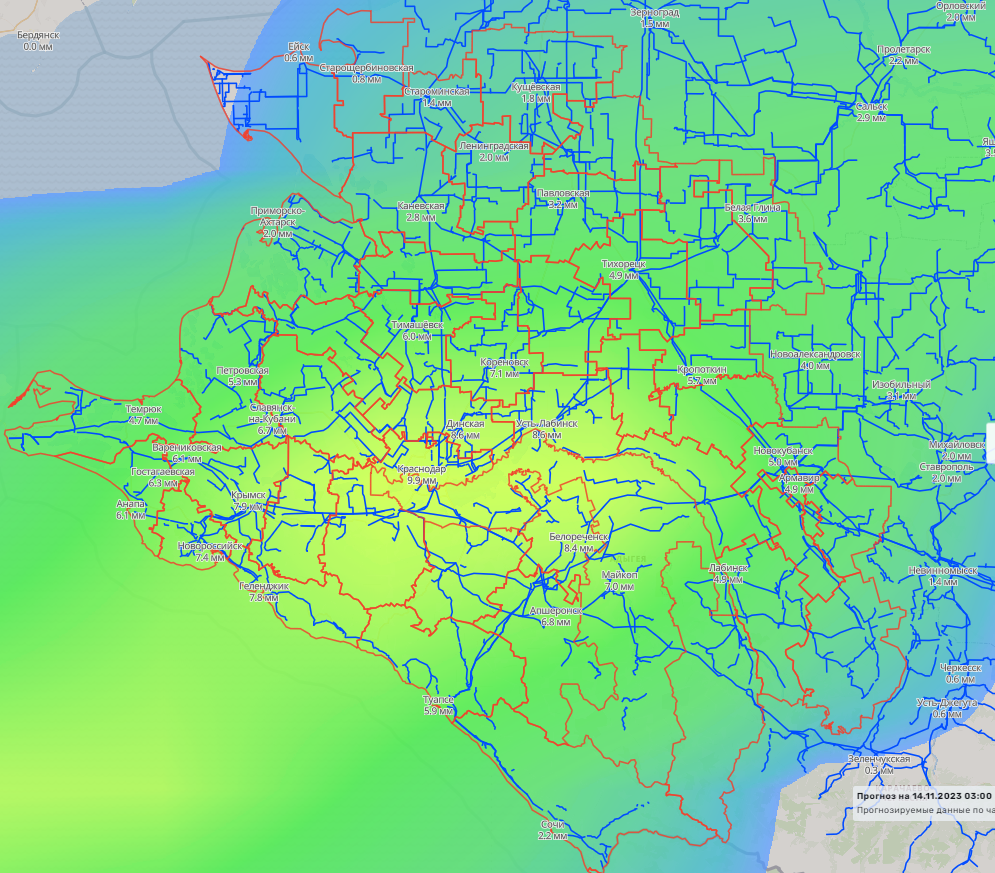 Зерноград
1.5 мм
Орловский
2.0 мм
Бердянск
0.0 мм
Ейск
0.6 мм
Пролетарск
2.2 мм
Старощербиновская
0.8 мм
Староминская
1.4 мм
Кущёвская
1.8 мм
Сальск
2.9 мм
Ленинградская
2.0 мм
Павловская
3.2 мм
Каневская
2.8 мм
Белая Глина
3.6 мм
Приморско-
Ахтарск
2.0 мм
Тихорецк
4.9 мм
Тимашёвск
6.0 мм
Новоалександровск
4.0 мм
Кореновск
7.1 мм
Петровская
5.3 мм
Кропоткин
5.7 мм
Изобильный
3.1 мм
Темрюк
4.7 мм
Славянск-
на-Кубани
6.7 мм
Динская
8.6 мм
Усть-Лабинск
8.6 мм
Варениковская
6.1 мм
Новокубанск
5.0 мм
Михайловск
2.0 мм
Ставрополь
2.0 мм
Гостагаевская
6.3 мм
Краснодар
9.9 мм
Армавир
4.9 мм
Крымск
7.9 мм
Анапа
6.1 мм
Белореченск
8.4 мм
Новороссийск
7.4 мм
Майкоп
7.0 мм
Лабинск
4.9 мм
Невинномысск
1.4 мм
Геленджик
7.8 мм
Апшеронск
6.8 мм
Черкесск
0.6 мм
Туапсе
5.9 мм
Усть-Джегута
0.6 мм
Зеленчукская
0.3 мм
Прогноз на 14.11.2023 03:00
Прогнозируемые данные по
Сочи
2.2 мм